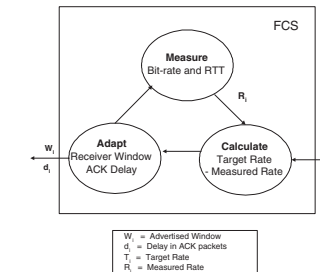 FCS
Measure
Bit-rate and RTT
Ri
Adapt
Receiver Window
ACK Delay
Calculate
Target Rate
- Measured Rate
Wi
di
Wi = Advertised Window
di = Delay in ACK packets
Ti = Target Rate
Ri = Measured Rate